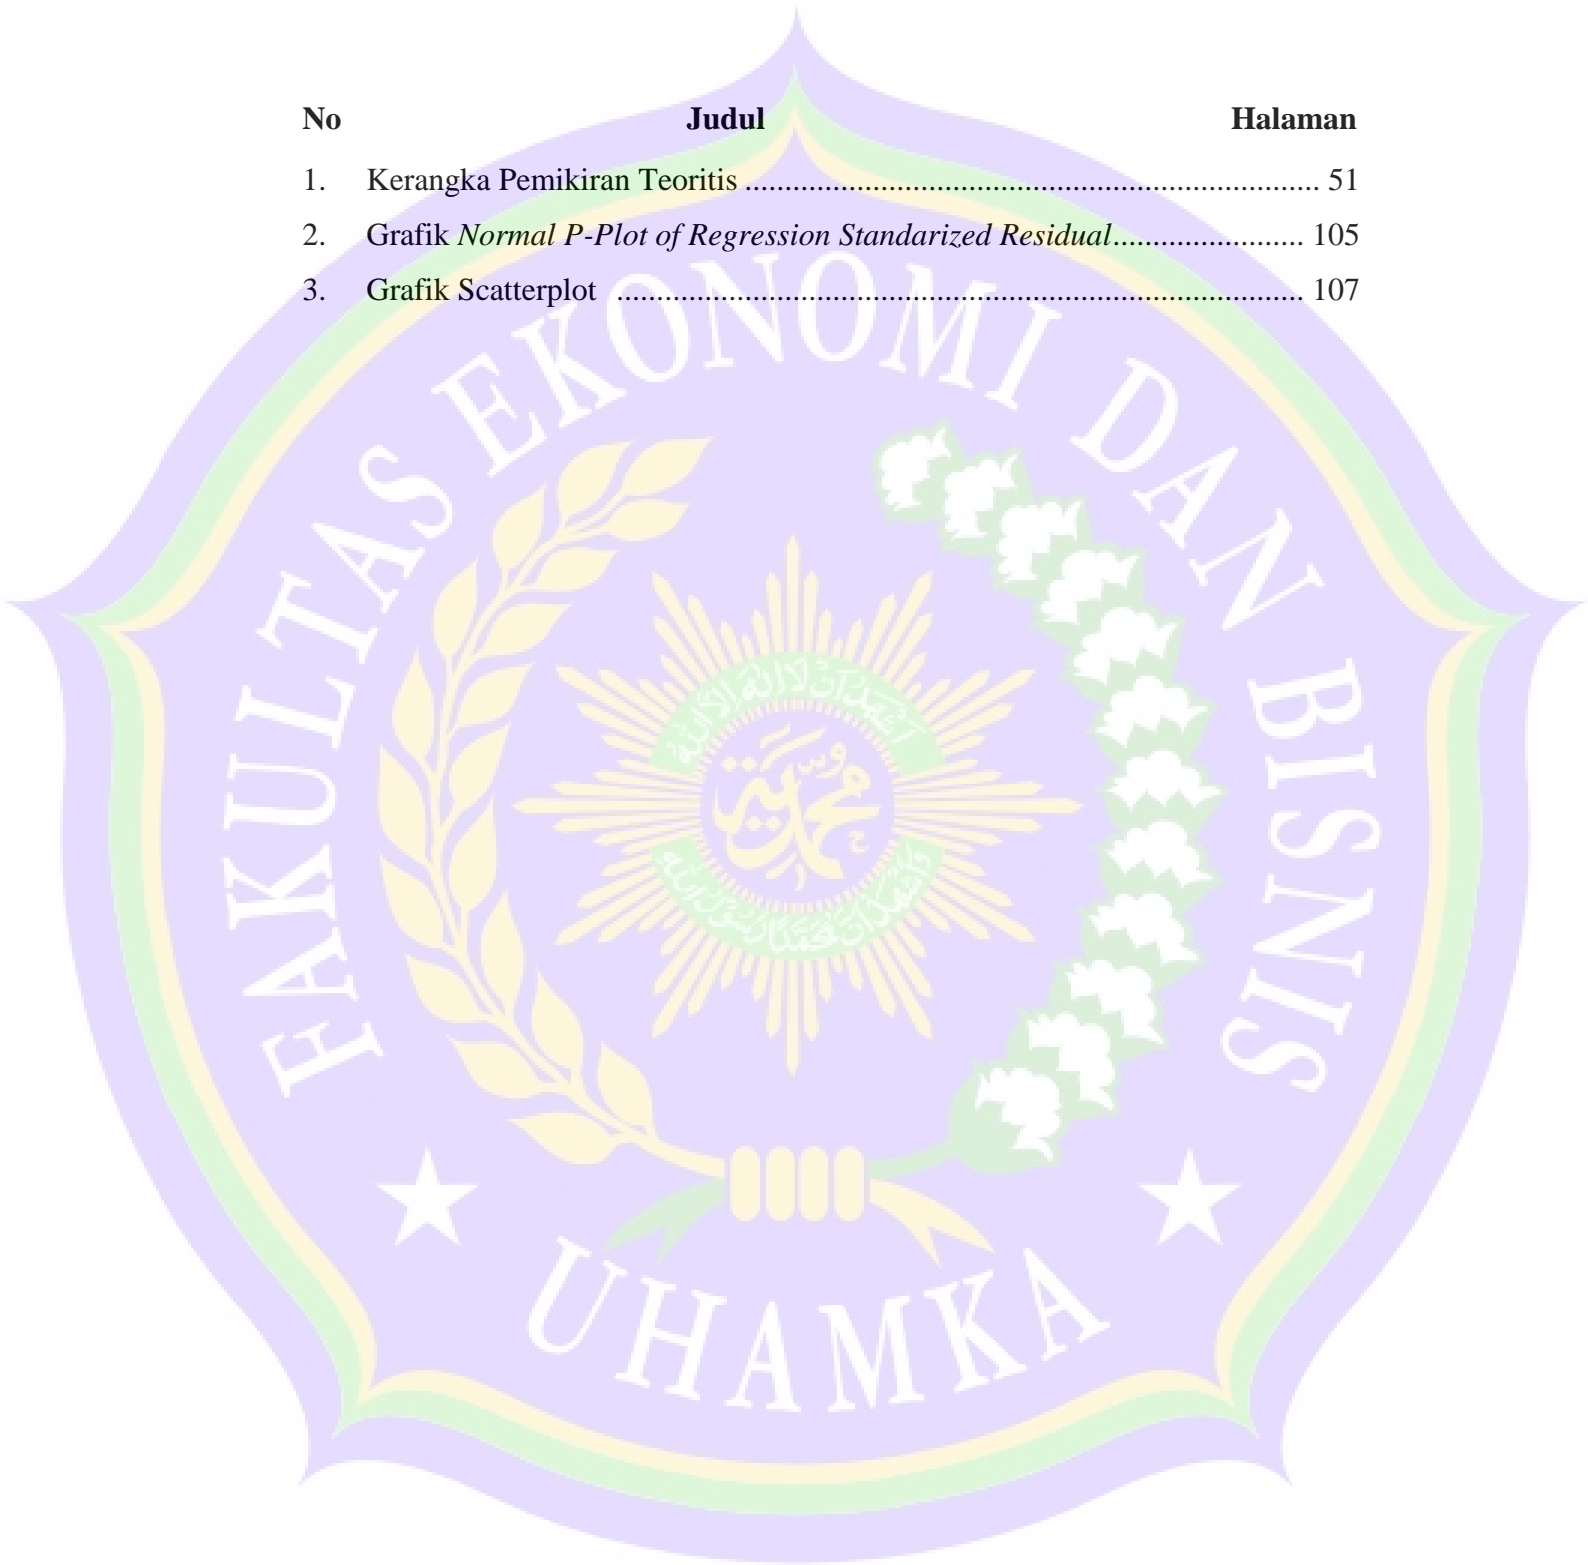 No Judul Halaman
1. Kerangka Pemikiran Teoritis ........................................................................ 51
2. Grafik Normal P-Plot of Regression Standarized Residual........................ 105
3. Grafik Scatterplot ...................................................................................... 107
FAKULTAS EKONOMI DAN BISNIS
UHAMKA
محمدية